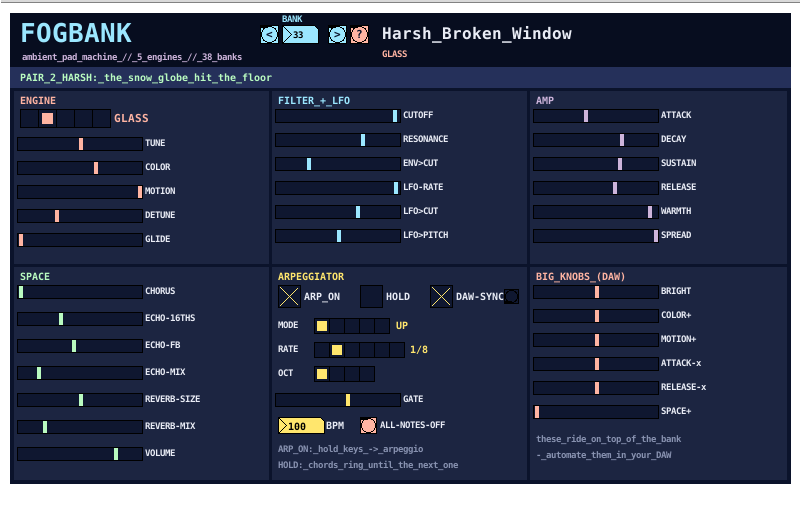 FOGBANK
BANK
<
33
>
?
Harsh_Broken_Window
ambient_pad_machine_//_5_engines_//_38_banks
GLASS
PAIR_2_HARSH:_the_snow_globe_hit_the_floor
ENGINE
GLASS
TUNE
COLOR
MOTION
DETUNE
GLIDE
FILTER_+_LFO
CUTOFF
RESONANCE
ENV>CUT
LFO-RATE
LFO>CUT
LFO>PITCH
AMP
ATTACK
DECAY
SUSTAIN
RELEASE
WARMTH
SPREAD
SPACE
CHORUS
ECHO-16THS
ECHO-FB
ECHO-MIX
REVERB-SIZE
REVERB-MIX
VOLUME
ARPEGGIATOR
ARP_ON
HOLD
DAW-SYNC
MODE
UP
RATE
1/8
OCT
GATE
100
BPM
ALL-NOTES-OFF
ARP_ON:_hold_keys_->_arpeggio
HOLD:_chords_ring_until_the_next_one
BIG_KNOBS_(DAW)
BRIGHT
COLOR+
MOTION+
ATTACK-x
RELEASE-x
SPACE+
these_ride_on_top_of_the_bank
-_automate_them_in_your_DAW